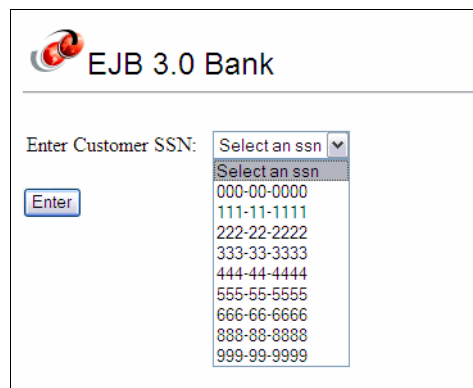 EJB 3.0 Bank
Enter Customer SSN: Select an ssn
Select an ssn
Enter
000-00-0000
111-11-1111
222-22-2222
333-33-3333
444-44-4444
555-55-5555
666-66-6666
888-88-8888
999-99-9999